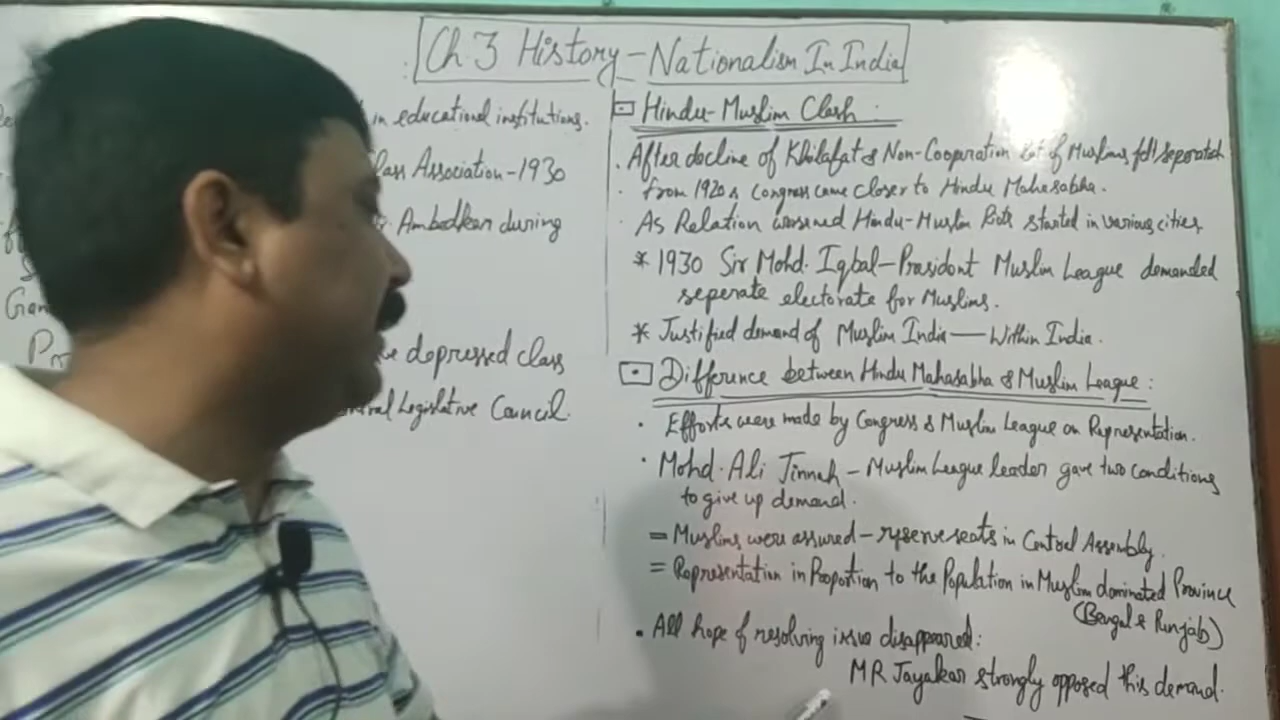 Ch. 3 History - Nationalism In India
in educational institutions.
lass Association - 1930
Ambedkar during
Gan
depressed class
Legislative Council.
Hindu-Muslim Clash
. After decline of Khilafat & Non-Cooperation lot of Muslims felt seperated
. From 1920s Congress came closer to Hindu Mahasabha.
. As Relation worsened Hindu-Muslim Riots started in various cities.
* 1930 Sir Mohd. Iqbal - President Muslim League demanded
seperate electorate for Muslims.
* Justified demand of Muslim India — Within India.
Difference between Hindu Mahasabha & Muslim League:
. Efforts were made by Congress & Muslim League on Representation.
. Mohd. Ali Jinnah - Muslim League leader gave two conditions
to give up demand.
= Muslims were assured - reserve seats in Central Assembly.
= Representation in Proportion to the Population in Muslim dominated Province
(Bengal & Punjab)
. All hope of resolving issue disappeared:
MR Jayakar strongly opposed this demand.